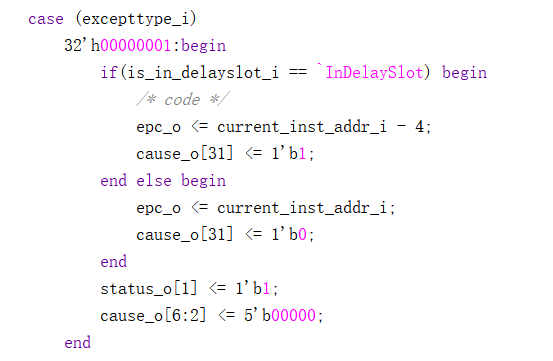 case (excepttype_i)
32'h00000001:begin
if(is_in_delayslot_i == `InDelaySlot) begin
/* code */
epc_o <= current_inst_addr_i - 4;
cause_o[31] <= 1'b1;
end else begin
epc_o <= current_inst_addr_i;
cause_o[31] <= 1'b0;
end
status_o[1] <= 1'b1;
cause_o[6:2] <= 5'b00000;
end